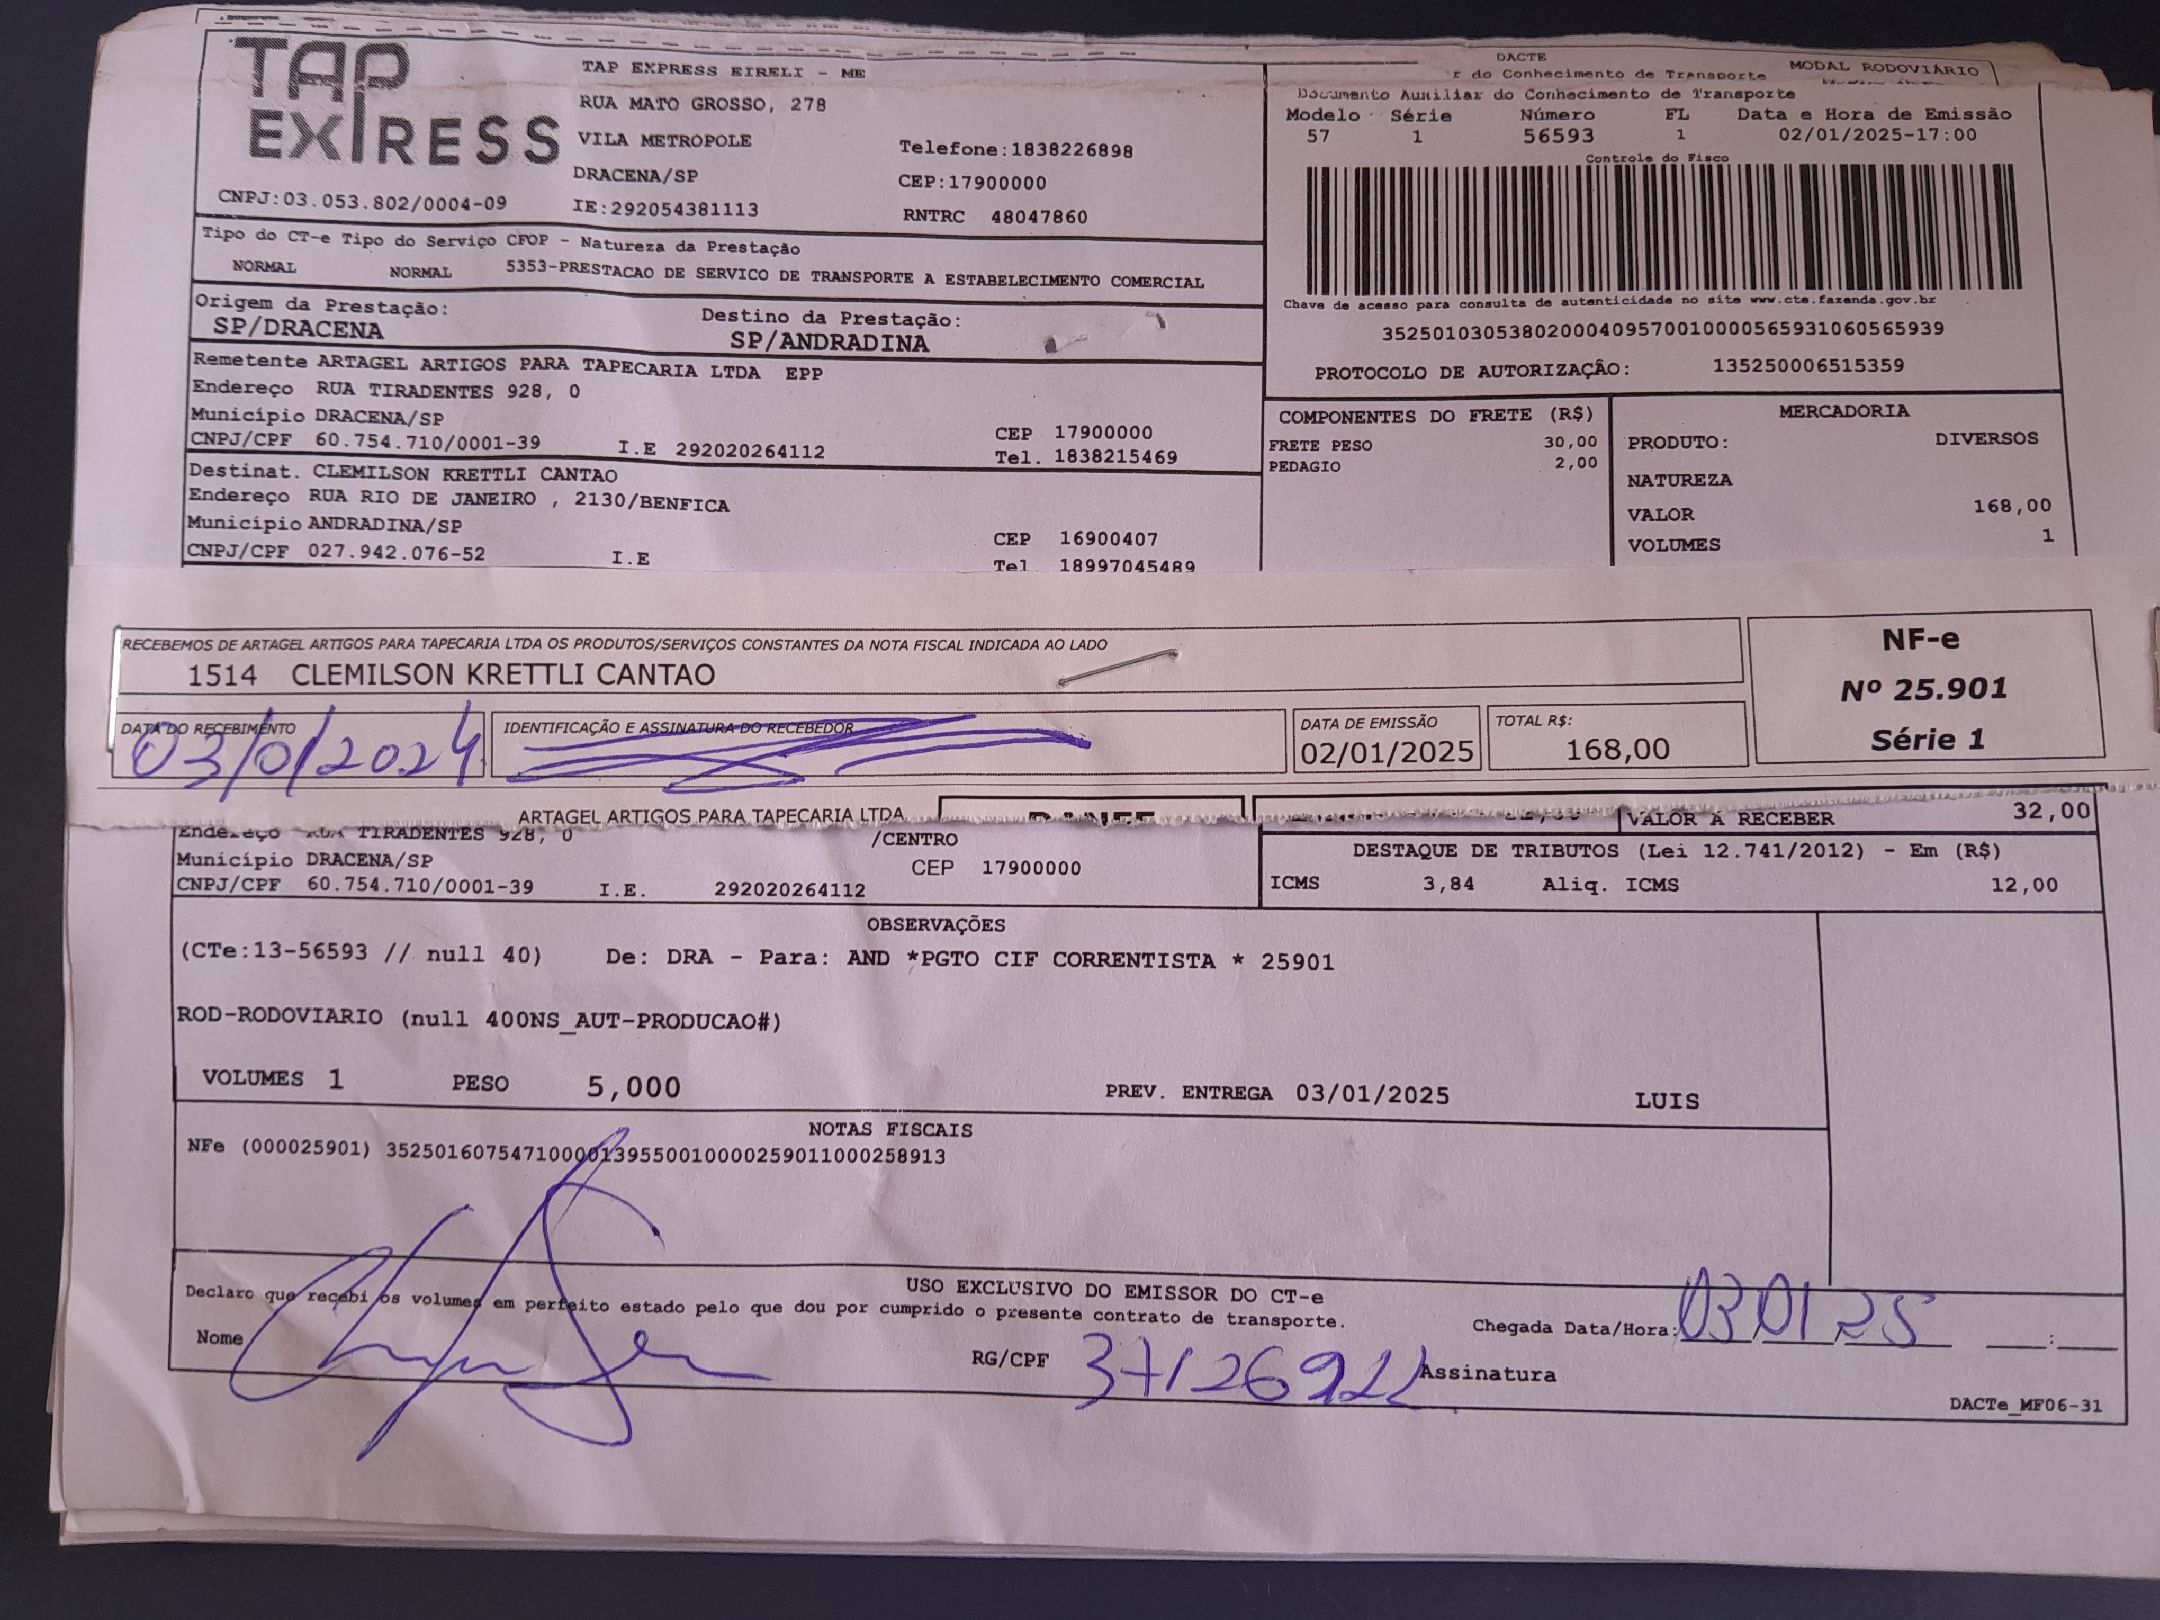 TAP EXPRESS
TAP EXPRESS EIRELI - ME
RUA MATO GROSSO, 278
VILA METROPOLE Telefone:1838226898
DRACENA/SP CEP:17900000
CNPJ:03.053.802/0004-09 IE:292054381113 RNTRC 48047860
DACTE
r do Conhecimento de Transporte MODAL RODOVIÁRIO
Documento Auxiliar do Conhecimento de Transporte
Modelo Série Número FL Data e Hora de Emissão
57 1 56593 1 02/01/2025-17:00
Controle do Fisco
Chave de acesso para consulta de autenticidade no site www.cte.fazenda.gov.br
35250103053802000409570010000565931060565939
PROTOCOLO DE AUTORIZAÇÂO: 135250006515359
Tipo do CT-e Tipo do Serviço CFOP - Natureza da Prestação
NORMAL NORMAL 5353-PRESTACAO DE SERVICO DE TRANSPORTE A ESTABELECIMENTO COMERCIAL
Origem da Prestação: Destino da Prestação:
SP/DRACENA SP/ANDRADINA
Remetente ARTAGEL ARTIGOS PARA TAPECARIA LTDA EPP
Endereço RUA TIRADENTES 928, 0
Município DRACENA/SP CEP 17900000
CNPJ/CPF 60.754.710/0001-39 I.E 292020264112 Tel. 1838215469
Destinat. CLEMILSON KRETTLI CANTAO
Endereço RUA RIO DE JANEIRO , 2130/BENFICA
Município ANDRADINA/SP CEP 16900407
CNPJ/CPF 027.942.076-52 I.E Tel 18997045489
COMPONENTES DO FRETE (R$)
FRETE PESO 30,00
PEDAGIO 2,00
MERCADORIA
PRODUTO: DIVERSOS
NATUREZA
VALOR 168,00
VOLUMES 1
RECEBEMOS DE ARTAGEL ARTIGOS PARA TAPECARIA LTDA OS PRODUTOS/SERVIÇOS CONSTANTES DA NOTA FISCAL INDICADA AO LADO
1514 CLEMILSON KRETTLI CANTAO
NF-e
Nº 25.901
Série 1
DATA DO RECEBIMENTO IDENTIFICAÇÃO E ASSINATURA DO RECEBEDOR DATA DE EMISSÃO TOTAL R$:
03/01/2024 02/01/2025 168,00
ARTAGEL ARTIGOS PARA TAPECARIA LTDA
VALOR A RECEBER 32,00
Endereço RUA TIRADENTES 928, 0 /CENTRO
Município DRACENA/SP CEP 17900000
CNPJ/CPF 60.754.710/0001-39 I.E. 292020264112
DESTAQUE DE TRIBUTOS (Lei 12.741/2012) - Em (R$)
ICMS 3,84 Aliq. ICMS 12,00
OBSERVAÇÕES
(CTe:13-56593 // null 40) De: DRA - Para: AND *PGTO CIF CORRENTISTA * 25901
ROD-RODOVIARIO (null 400NS_AUT-PRODUCAO#)
VOLUMES 1 PESO 5,000 PREV. ENTREGA 03/01/2025 LUIS
NOTAS FISCAIS
NFe (000025901) 35250160754710000139550010000259011000258913
USO EXCLUSIVO DO EMISSOR DO CT-e
Declaro que recebi os volumes em perfeito estado pelo que dou por cumprido o presente contrato de transporte.
Nome RG/CPF Assinatura
Chegada Data/Hora: 03 01 25 :
DACTe_MF06-31